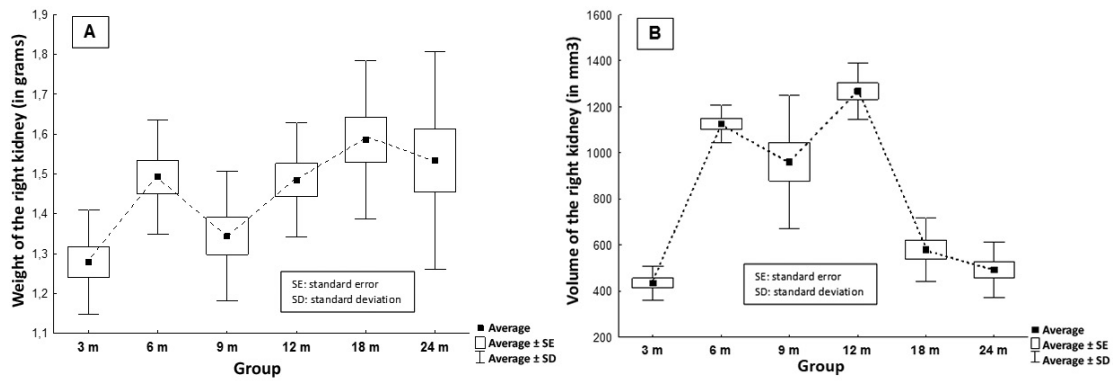 A
Weight of the right kidney (in grams)
1,9
1,8
1,7
1,6
1,5
1,4
1,3
1,2
1,1
SE: standard error
SD: standard deviation
3 m 6 m 9 m 12 m 18 m 24 m
Group
Average
Average ± SE
Average ± SD
B
Volume of the right kidney (in mm3)
1600
1400
1200
1000
800
600
400
200
SE: standard error
SD: standard deviation
3 m 6 m 9 m 12 m 18 m 24 m
Group
Average
Average ± SE
Average ± SD